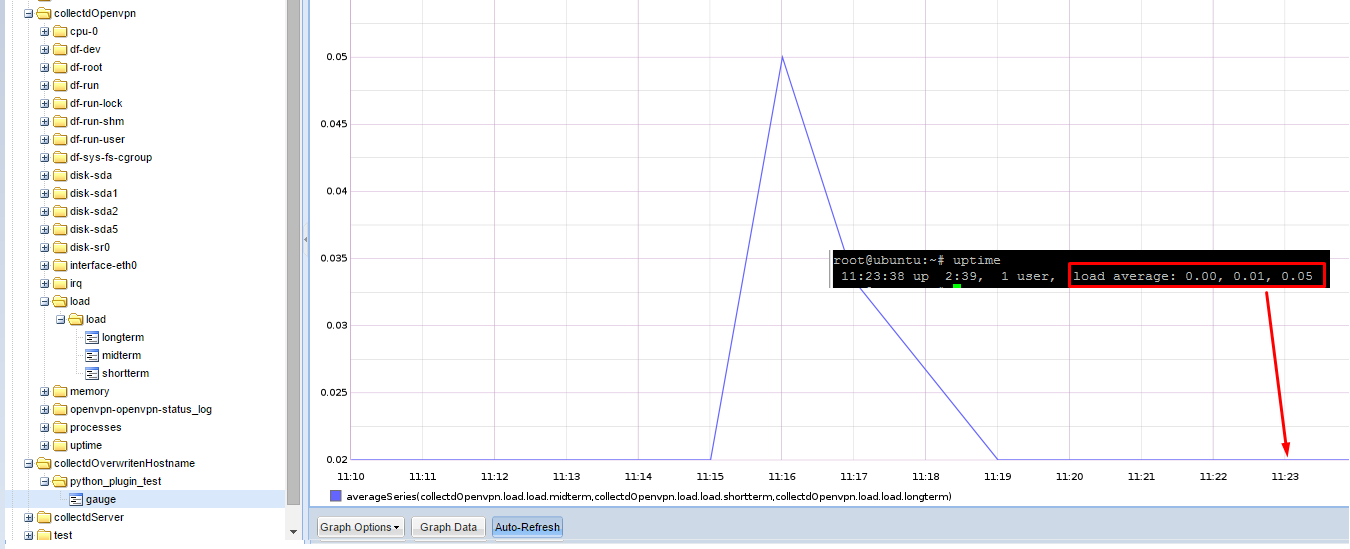 collectdOpenvpn
cpu-0
df-dev
df-root
df-run
df-run-lock
df-run-shm
df-run-user
df-sys-fs-cgroup
disk-sda
disk-sda1
disk-sda2
disk-sda5
disk-sr0
interface-eth0
irq
load
load
longterm
midterm
shortterm
memory
openvpn-openvpn-status_log
processes
uptime
collectdOverwritenHostname
python_plugin_test
gauge
collectdServer
test
0.05
0.045
0.04
0.035
0.03
0.025
0.02
root@ubuntu:~# uptime
11:23:38 up 2:39, 1 user, load average: 0.00, 0.01, 0.05
11:10 11:11 11:12 11:13 11:14 11:15 11:16 11:17 11:18 11:19 11:20 11:21 11:22 11:23
averageSeries(collectdOpenvpn.load.load.midterm,collectdOpenvpn.load.load.shortterm,collectdOpenvpn.load.load.longterm)
Graph Options Graph Data Auto-Refresh